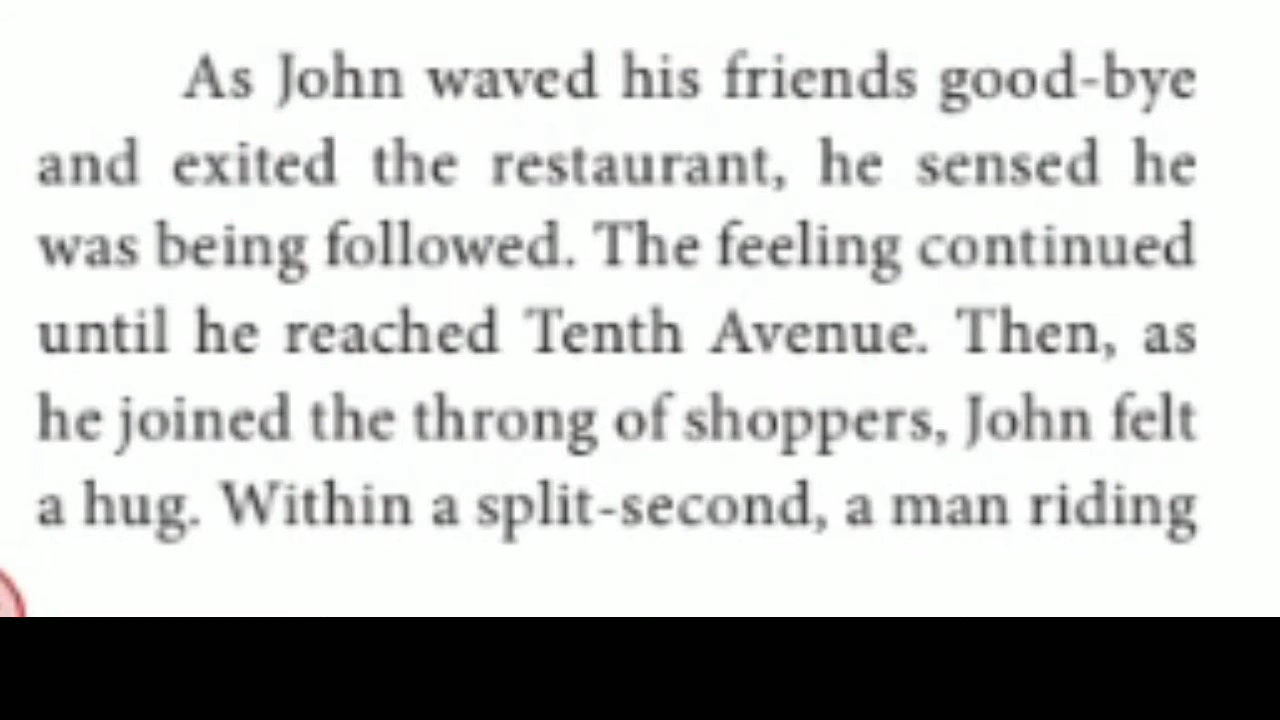 As John waved his friends good-bye
and exited the restaurant, he sensed he
was being followed. The feeling continued
until he reached Tenth Avenue. Then, as
he joined the throng of shoppers, John felt
a hug. Within a split-second, a man riding